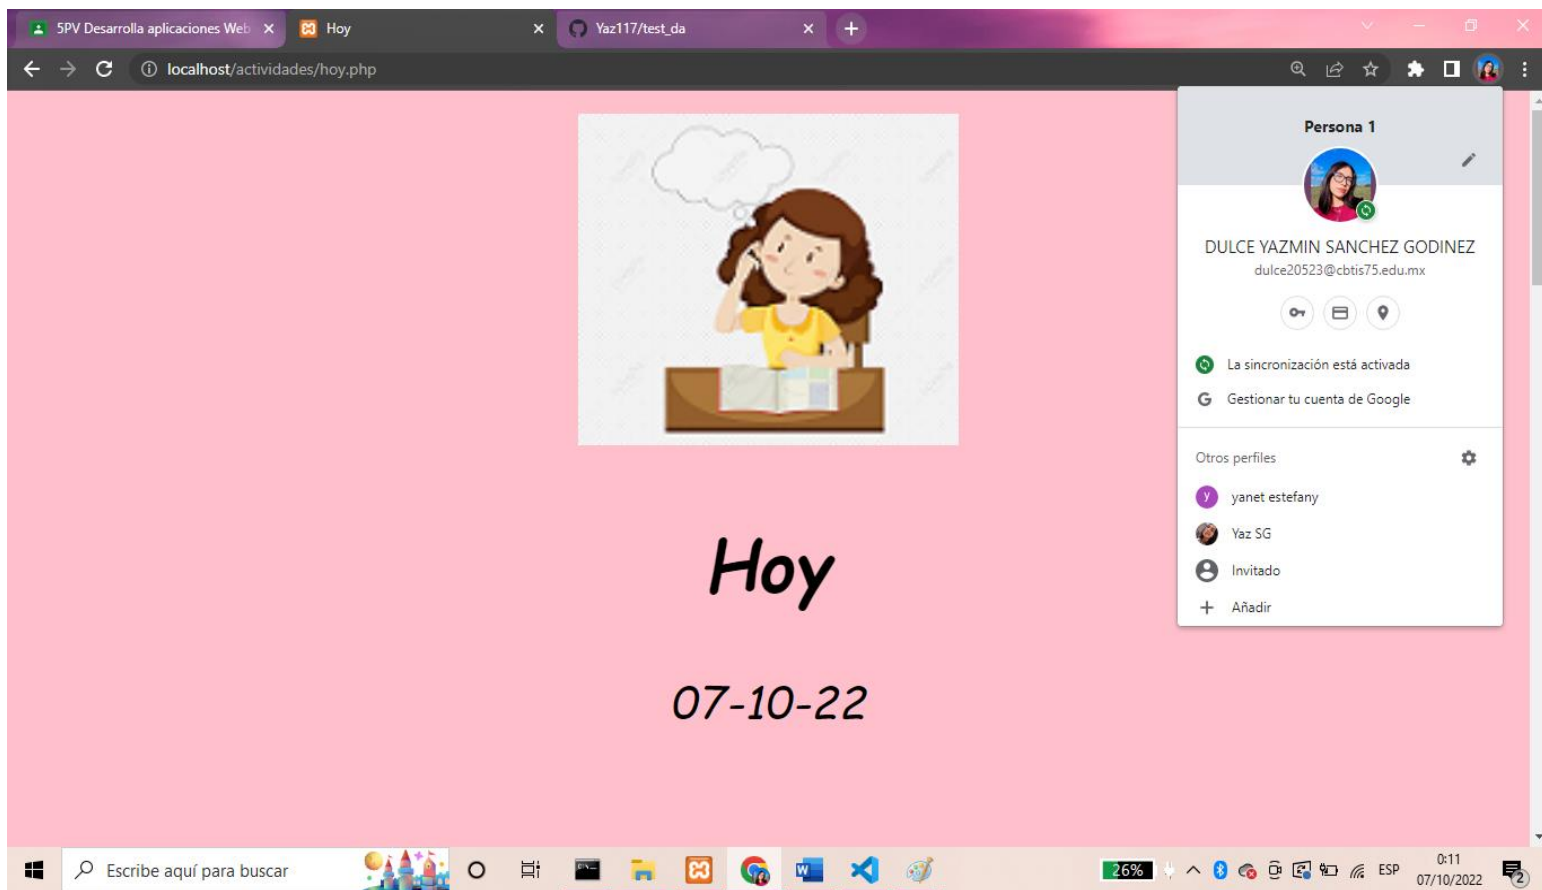 5PV Desarrolla aplicaciones Web
Hoy
Yaz117/test_da
localhost/actividades/hoy.php
Persona 1
DULCE YAZMIN SANCHEZ GODINEZ
dulce20523@cbtis75.edu.mx
La sincronización está activada
G Gestionar tu cuenta de Google
Otros perfiles
y yanet estefany
Yaz SG
Invitado
+ Añadir
Hoy
07-10-22
Escribe aquí para buscar
26%
ESP
0:11
07/10/2022
2